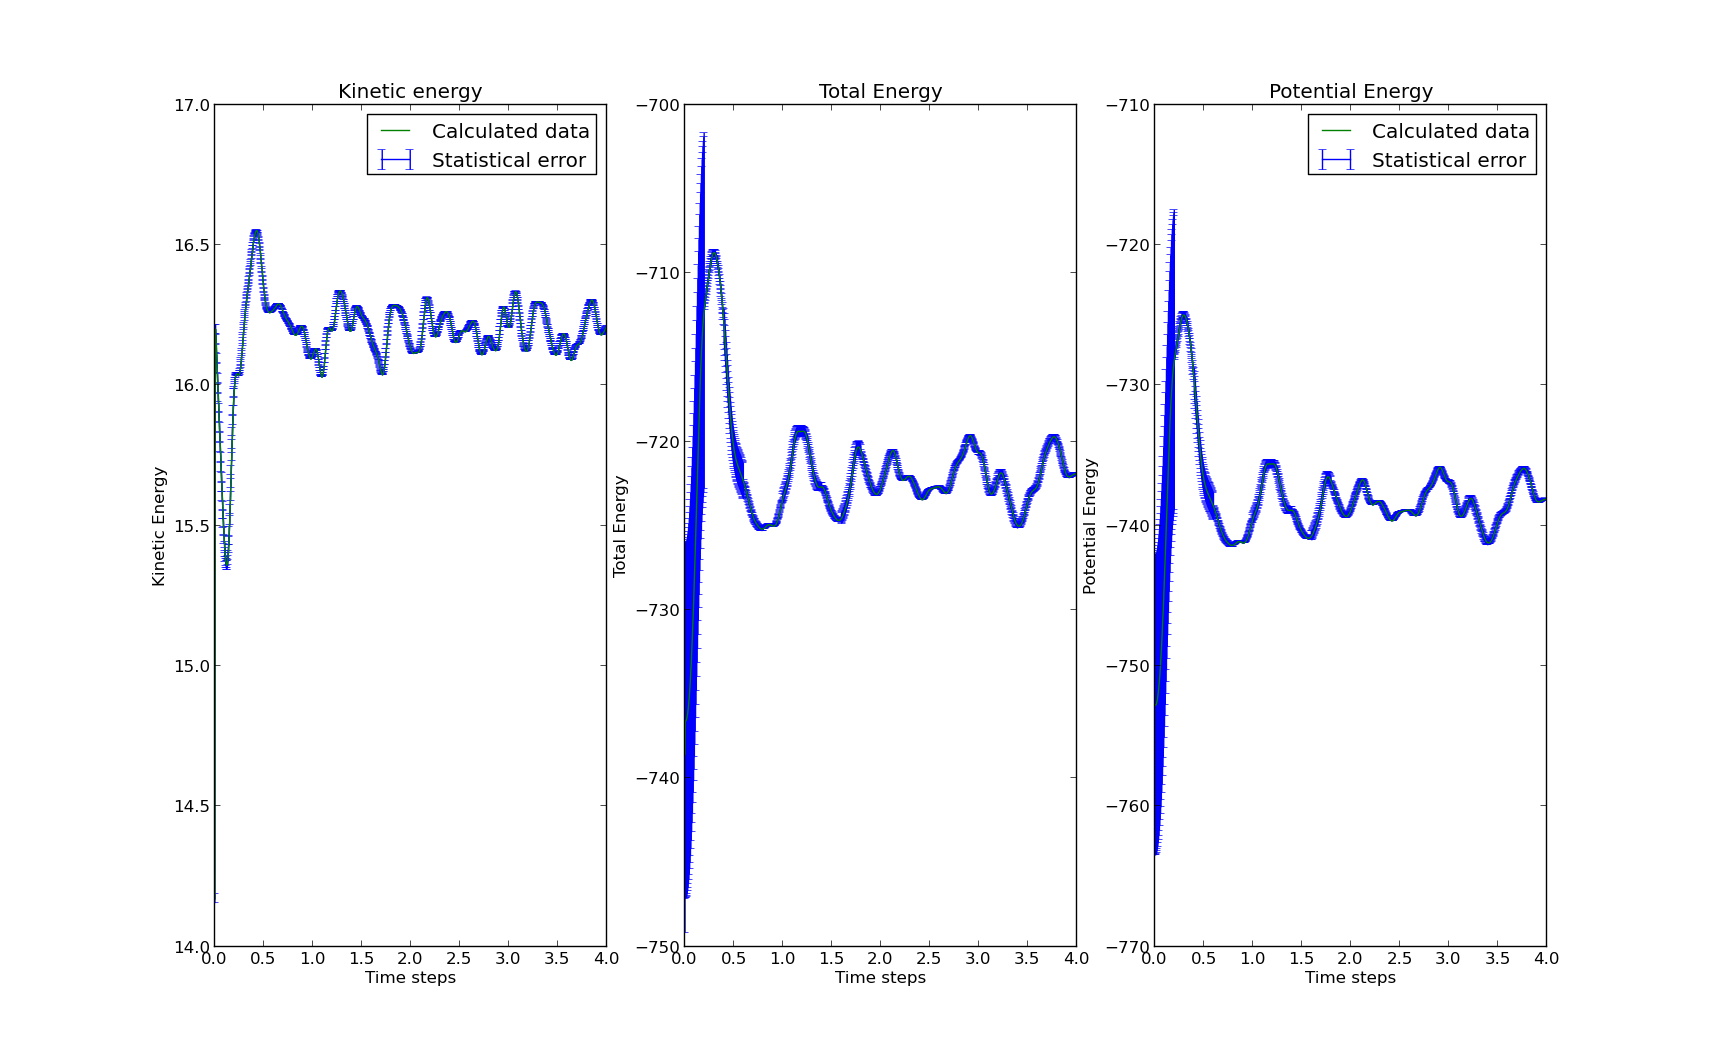 Kinetic energy
Total Energy
Potential Energy
Calculated data
Statistical error
Calculated data
Statistical error
17.0
16.5
16.0
15.5
15.0
14.5
14.0
Kinetic Energy
0.0 0.5 1.0 1.5 2.0 2.5 3.0 3.5 4.0
Time steps
−700
−710
−720
−730
−740
−750
Total Energy
0.0 0.5 1.0 1.5 2.0 2.5 3.0 3.5 4.0
Time steps
−710
−720
−730
−740
−750
−760
−770
Potential Energy
0.0 0.5 1.0 1.5 2.0 2.5 3.0 3.5 4.0
Time steps